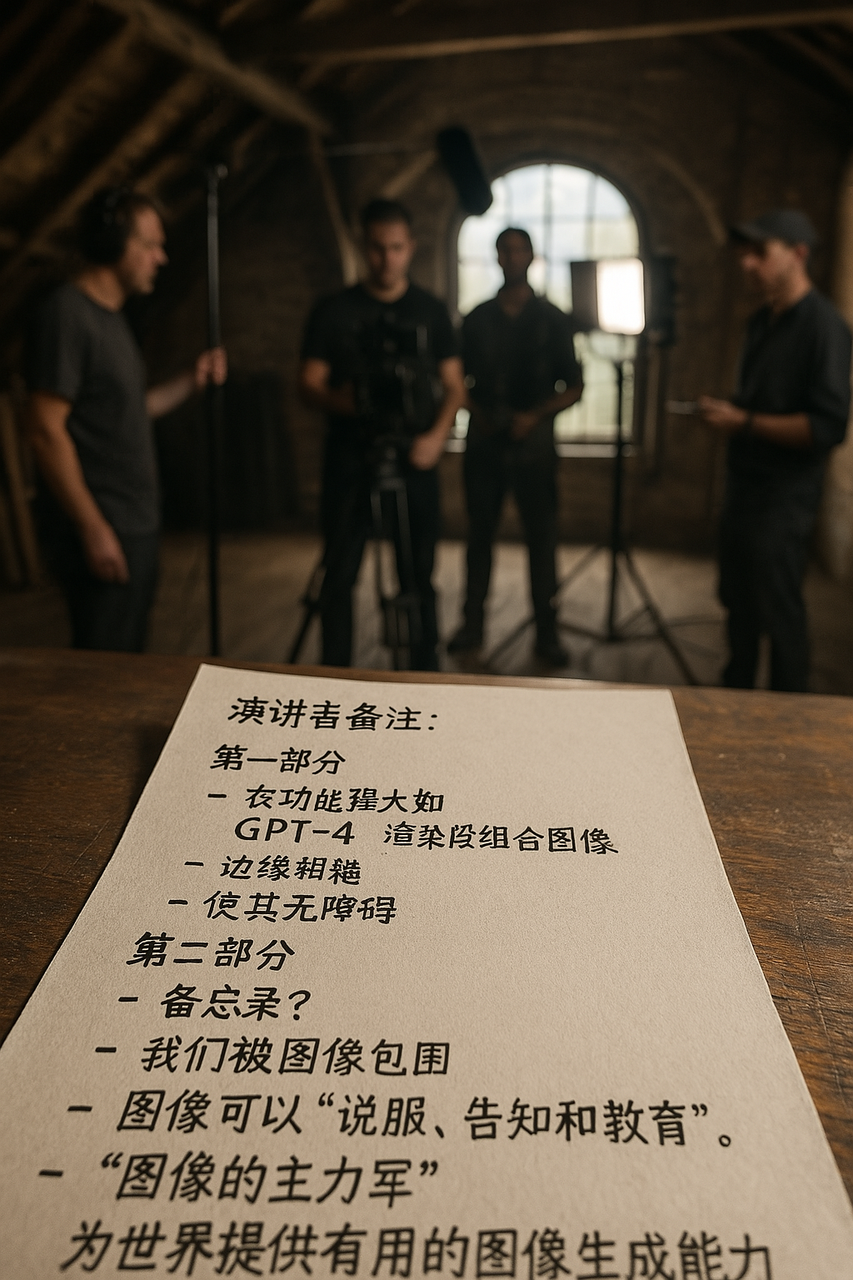 演讲者备注：
第一部分
- 功能强大如
GPT-4 渲染段组合图像
- 边缘粗糙
- 使其无障碍
第二部分
- 备忘录？
- 我们被图像包围
- 图像可以“说服、告知和教育”。
- “图像的主力军”
为世界提供有用的图像生成能力